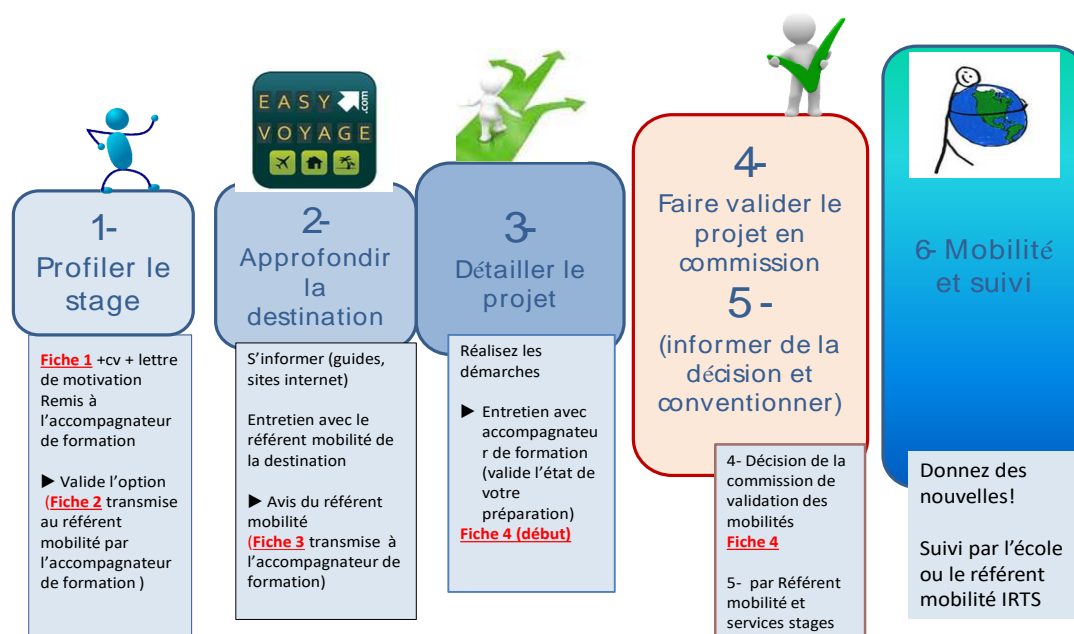 1-
Profiler le
stage
Fiche 1 +cv + lettre
de motivation
Remis à
l'accompagnateur
de formation
▶ Valide l'option
(Fiche 2 transmise
au référent
mobilité par
l'accompagnateur
de formation )
EASY
.com
VOYAGE
2-
Approfondir
la
destination
S'informer (guides,
sites internet)
Entretien avec le
référent mobilité de
la destination
▶ Avis du référent
mobilité
(Fiche 3 transmise à
l'accompagnateur de
formation)
3-
Détailler le
projet
Réalisez les
démarches
▶ Entretien avec
accompagnateu
r de formation
(valide l'état de
votre
préparation)
Fiche 4 (début)
4-
Faire valider le
projet en
commission
5 -
(informer de la
décision et
conventionner)
4- Décision de la
commission de
validation des
mobilités
Fiche 4
5- par Référent
mobilité et
services stages
6- Mobilité
et suivi
Donnez des
nouvelles!
Suivi par l'école
ou le référent
mobilité IRTS